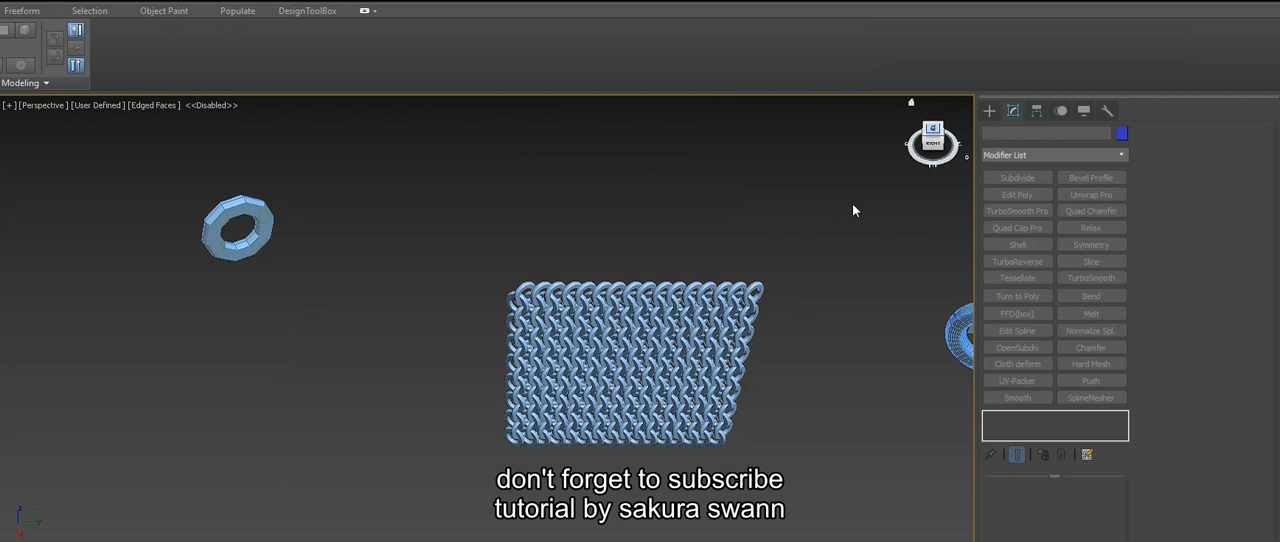 Freeform Selection Object Paint Populate DesignToolBox
Modeling
[+] [Perspective] [User Defined] [Edged Faces] <<Disabled>>
Modifier List
Subdivide Bevel Profile
Edit Poly Unwrap Pro
TurboSmooth Pro Quad Chamfer
Quad Cap Pro Relax
Shell Symmetry
TurboReverse Slice
Tessellate TurboSmooth
Turn to Poly Bend
FFD(box) Melt
Edit Spline Normalize Spl.
OpenSubdiv Chamfer
Cloth deform Hard Mesh
UV-Packer Push
Smooth SplineMesher
don't forget to subscribe
tutorial by sakura swann